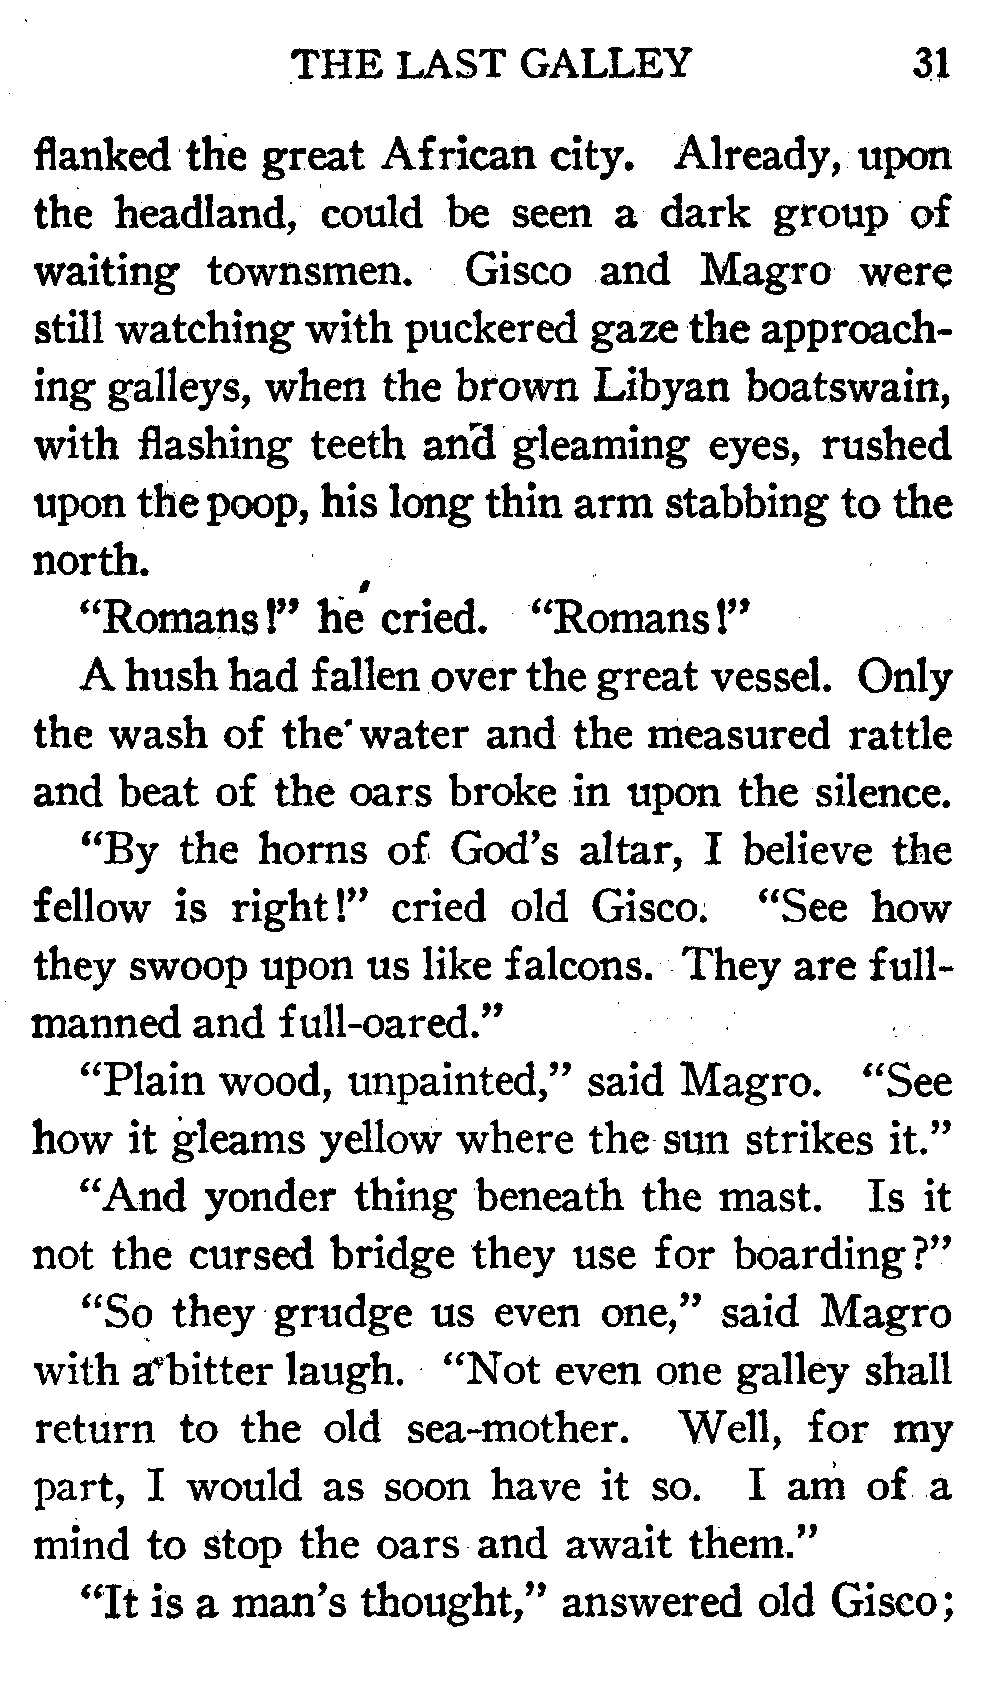 THE LAST GALLEY 31
flanked the great African city. Already, upon
the headland, could be seen a dark group of
waiting townsmen. Gisco and Magro were
still watching with puckered gaze the approach-
ing galleys, when the brown Libyan boatswain,
with flashing teeth and gleaming eyes, rushed
upon the poop, his long thin arm stabbing to the
north.
“Romans!” he cried. “Romans!”
A hush had fallen over the great vessel. Only
the wash of the water and the measured rattle
and beat of the oars broke in upon the silence.
“By the horns of God’s altar, I believe the
fellow is right!” cried old Gisco. “See how
they swoop upon us like falcons. They are full-
manned and full-oared.”
“Plain wood, unpainted,” said Magro. “See
how it gleams yellow where the sun strikes it.”
“And yonder thing beneath the mast. Is it
not the cursed bridge they use for boarding?”
“So they grudge us even one,” said Magro
with a bitter laugh. “Not even one galley shall
return to the old sea-mother. Well, for my
part, I would as soon have it so. I am of a
mind to stop the oars and await them.”
“It is a man’s thought,” answered old Gisco;